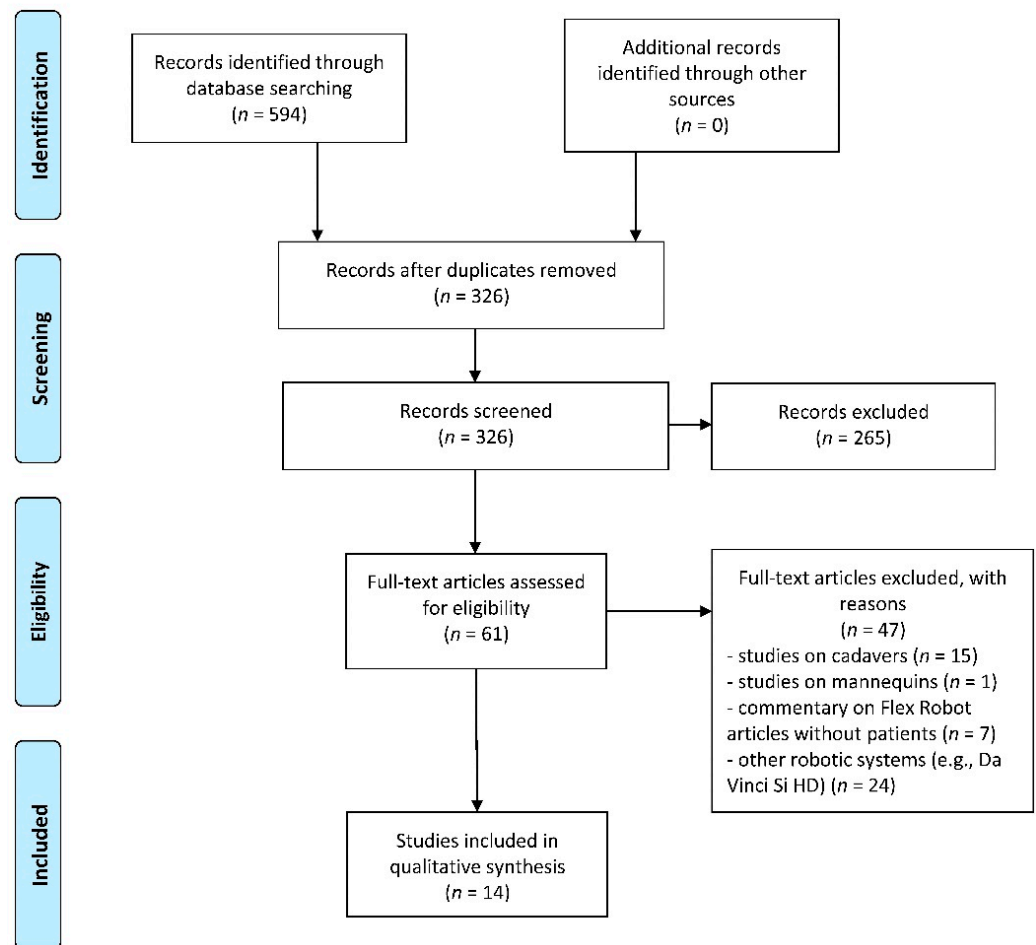 Identification
Records identified through
database searching
(n = 594)
Additional records
identified through other
sources
(n = 0)
Screening
Records after duplicates removed
(n = 326)
Records screened
(n = 326)
Records excluded
(n = 265)
Eligibility
Full-text articles assessed
for eligibility
(n = 61)
Full-text articles excluded, with
reasons
(n = 47)
- studies on cadavers (n = 15)
- studies on mannequins (n = 1)
- commentary on Flex Robot
articles without patients (n = 7)
- other robotic systems (e.g., Da
Vinci Si HD) (n = 24)
Included
Studies included in
qualitative synthesis
(n = 14)